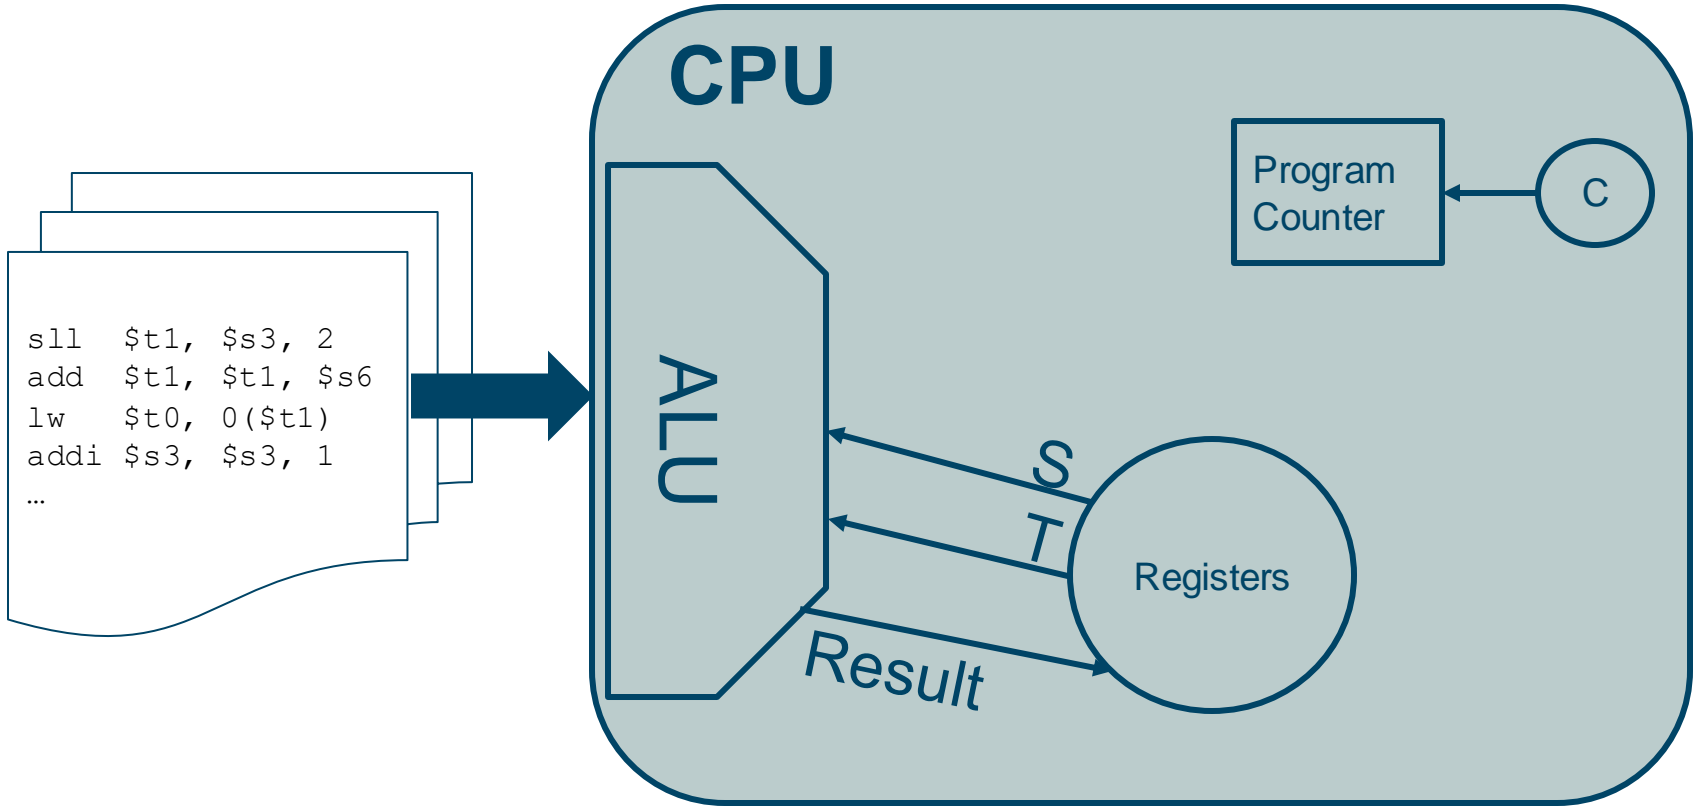 CPU
Program
Counter
C
sll $t1, $s3, 2
add $t1, $t1, $s6
lw $t0, 0($t1)
addi $s3, $s3, 1
…
ALU
S
T
Registers
Result